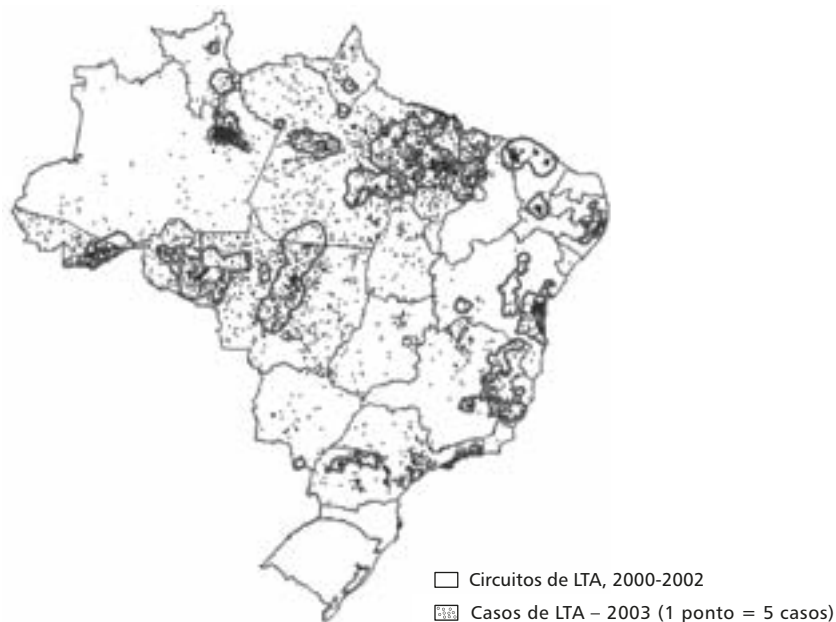 Circuitos de LTA, 2000-2002
Casos de LTA – 2003 (1 ponto = 5 casos)